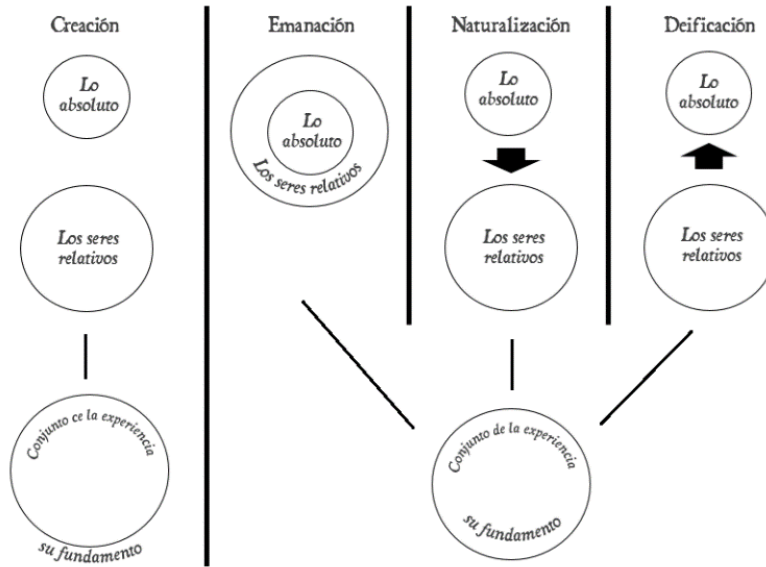 Creación
Lo
absoluto
Los seres
relativos
Conjunto ce la experiencia
su fundamento
Emanación
Lo
absoluto
Los seres relativos
Naturalización
Lo
absoluto
Los seres
relativos
Deificación
Lo
absoluto
Los seres
relativos
Conjunto de la experiencia
su fundamento